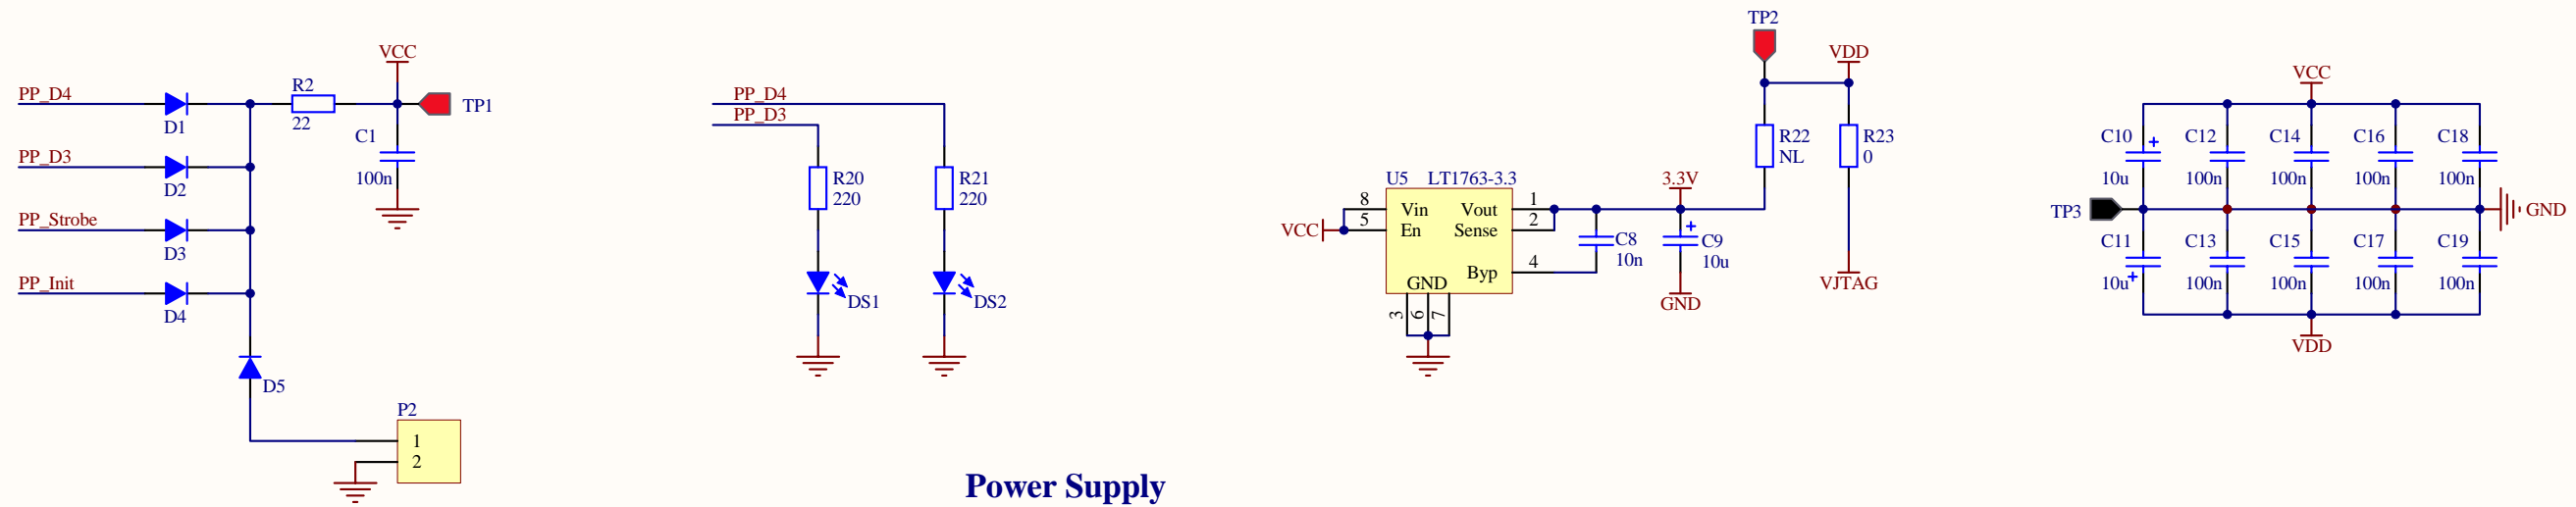 PP_D4
D1
PP_D3
D2
PP_Strobe
D3
PP_Init
D4
D5
R2
22
VCC
TP1
C1
100n
P2
1
2
PP_D4
PP_D3
R20
220
R21
220
DS1
DS2
Power Supply
U5 LT1763-3.3
VCC
8 Vin Vout 1
5 En Sense 2
Byp 4
GND
3 6 7
C8
10n
3.3V
C9
10u
GND
TP2
VDD
R22
NL
R23
0
VJTAG
VCC
C10 C12 C14 C16 C18
10u 100n 100n 100n 100n
TP3 GND
C11 C13 C15 C17 C19
10u 100n 100n 100n 100n
VDD